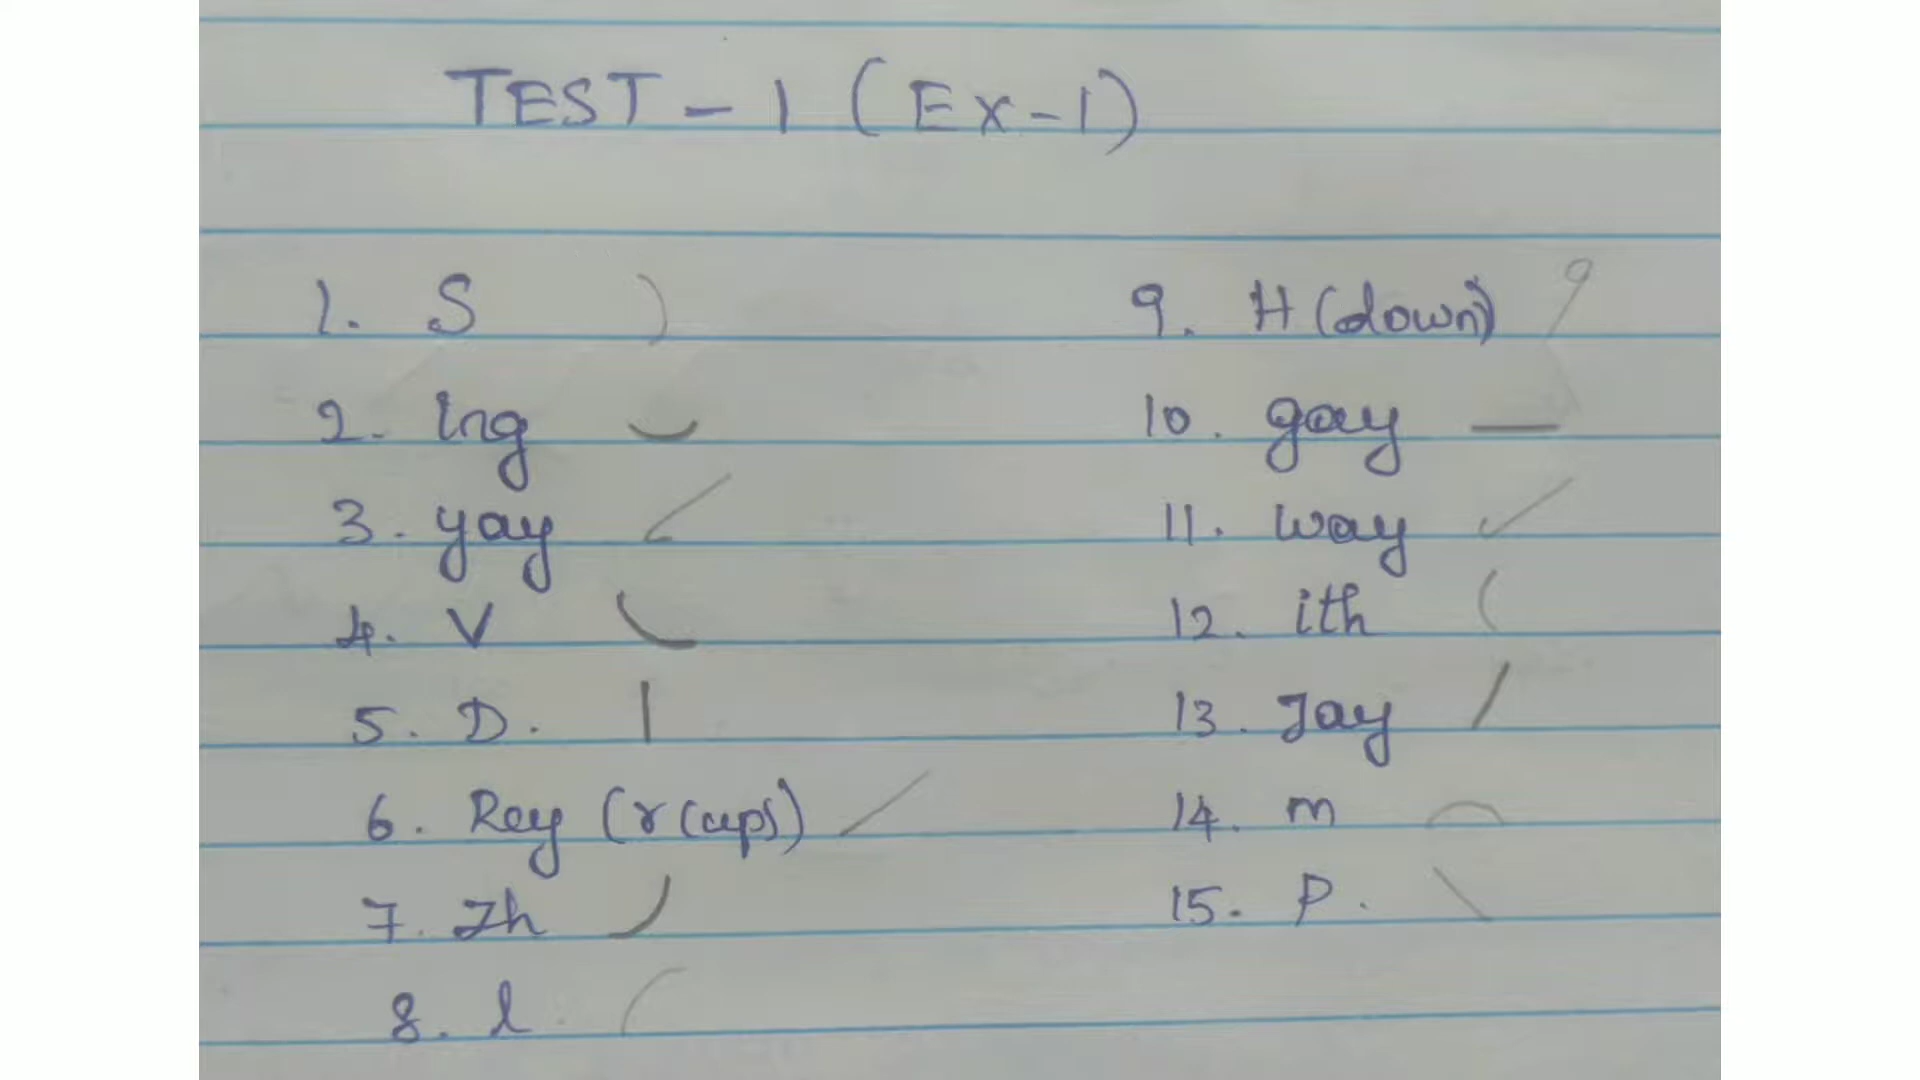 TEST - 1 (Ex-1)
1. S
2. Ing
3. yay
4. V
5. D.
6. Ray (r (ups)
7. Zh
8. l
9. H (down)
10. gay
11. way
12. ith
13. Jay
14. m
15. P.